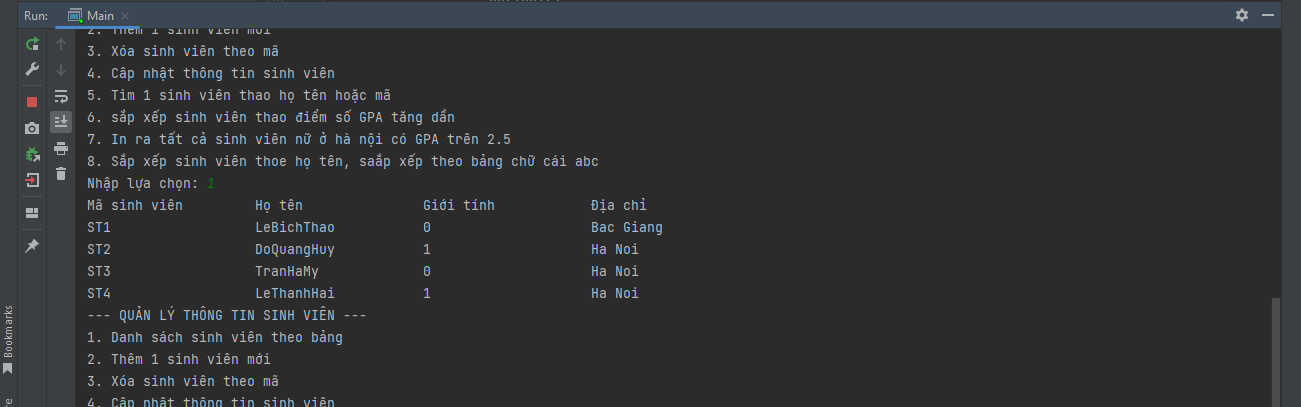 Run: Main
2. Thêm 1 sinh viên mới
3. Xóa sinh viên theo mã
4. Câp nhật thông tin sinh viên
5. Tìm 1 sinh viên thao họ tên hoặc mã
6. sắp xếp sinh viên thao điểm số GPA tăng dần
7. In ra tất cả sinh viên nữ ở hà nội có GPA trên 2.5
8. Sắp xếp sinh viên thoe họ tên, saắp xếp theo bảng chữ cái abc
Nhập lựa chọn: 1
Mã sinh viên Họ tên Giới tính Địa chỉ
ST1 LeBichThao 0 Bac Giang
ST2 DoQuangHuy 1 Ha Noi
ST3 TranHaMy 0 Ha Noi
ST4 LeThanhHai 1 Ha Noi
--- QUẢN LÝ THÔNG TIN SINH VIÊN ---
1. Danh sách sinh viên theo bảng
2. Thêm 1 sinh viên mới
3. Xóa sinh viên theo mã
4. Câp nhật thông tin sinh viên
Bookmarks